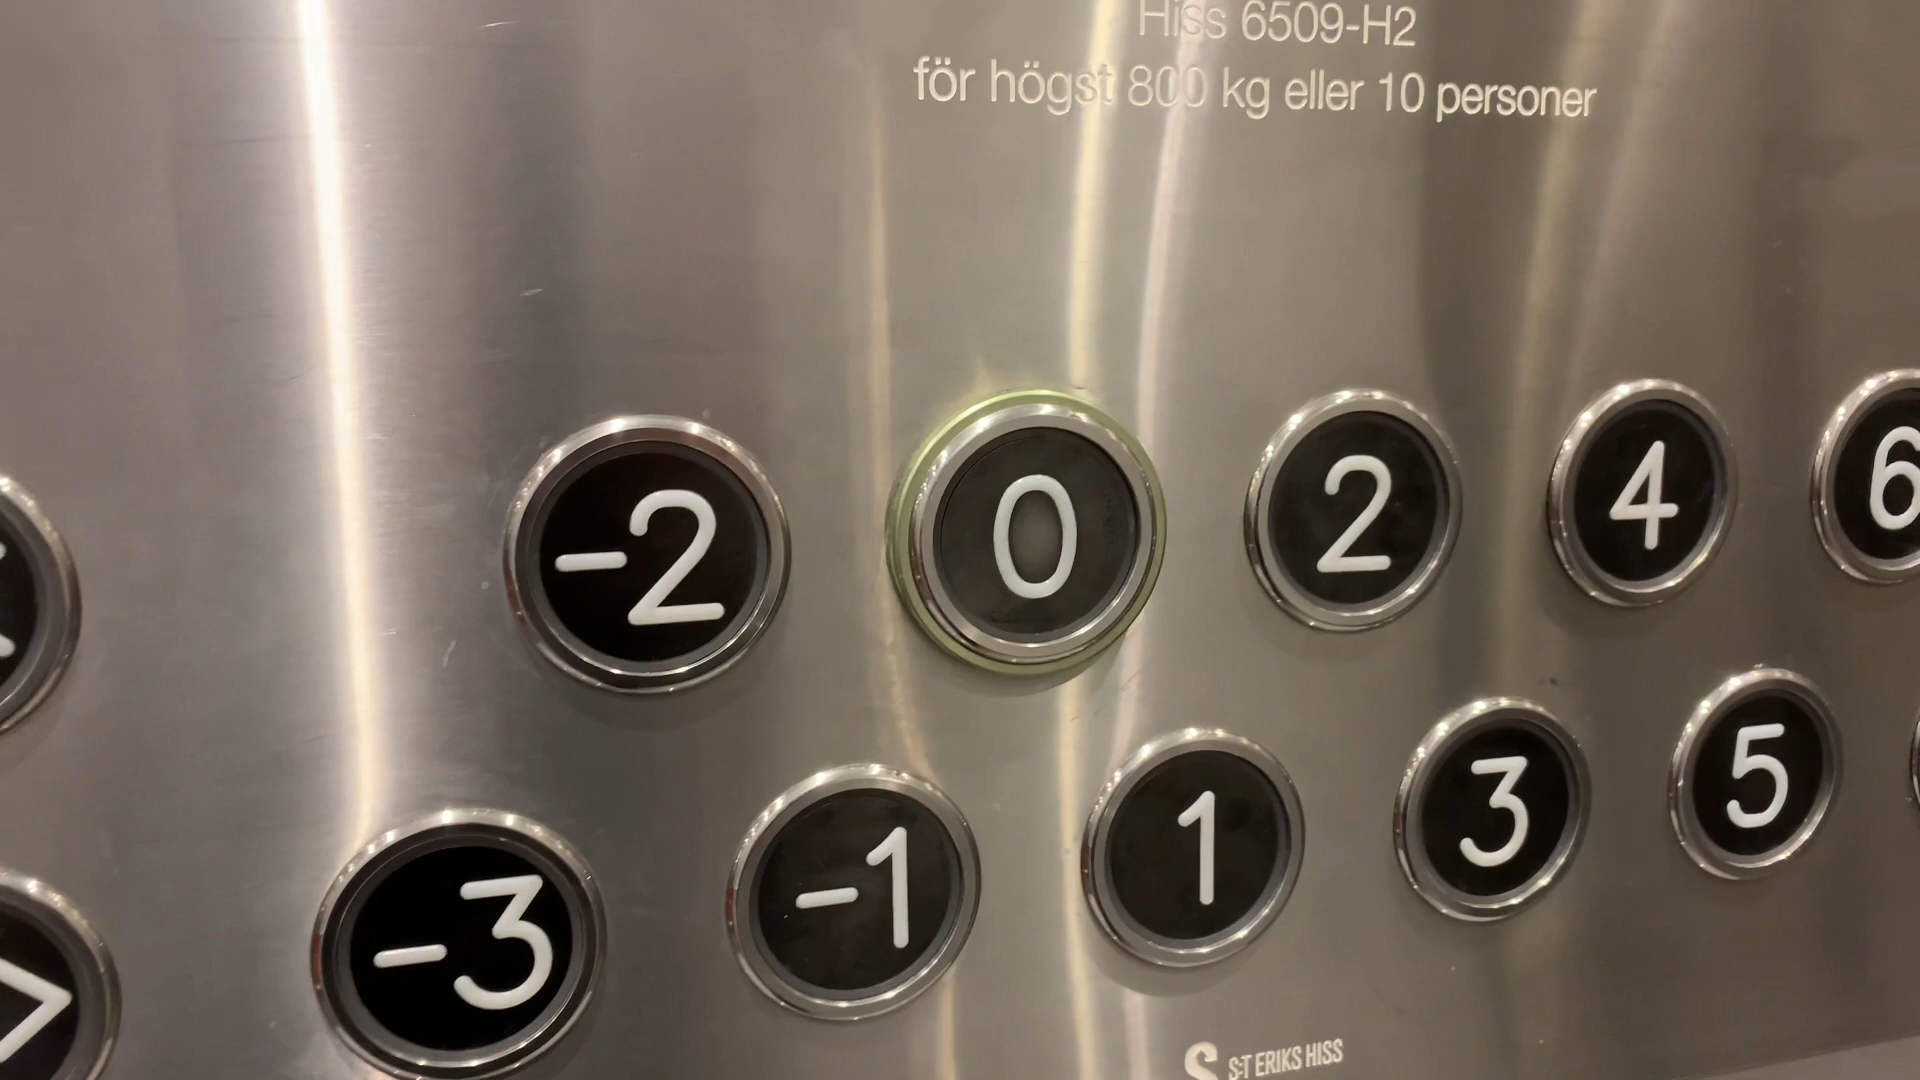 Hiss 6509-H2
för högst 800 kg eller 10 personer
-2 0 2 4 6
-3 -1 1 3 5
S:T ERIKS HISS